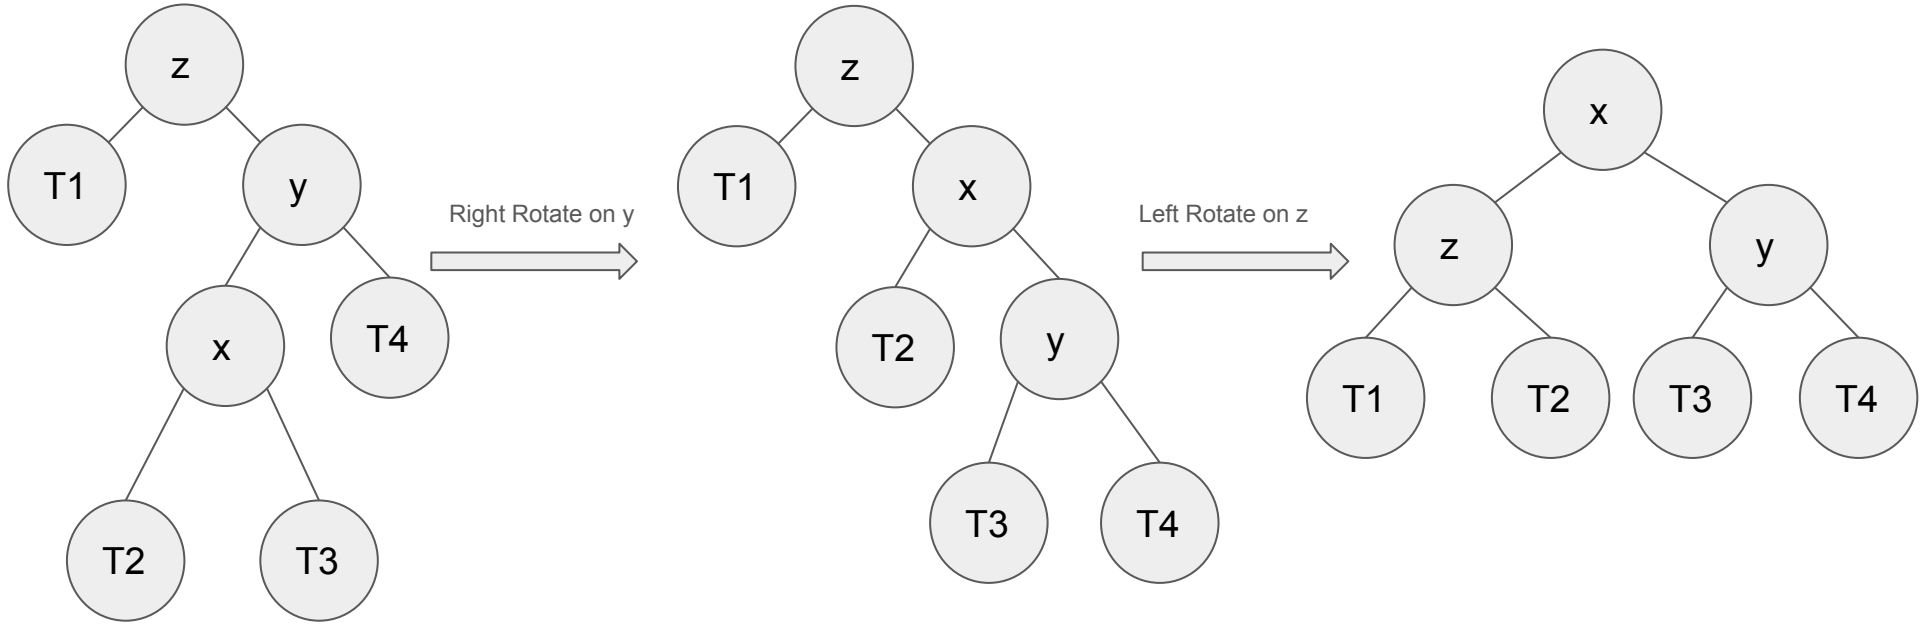 z
T1
y
x
T4
T2
T3
Right Rotate on y
z
T1
x
T2
y
T3
T4
Left Rotate on z
x
z
y
T1
T2
T3
T4